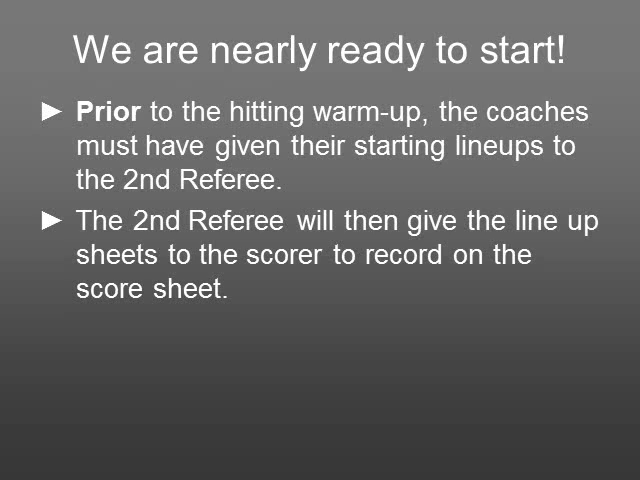 We are nearly ready to start!
► Prior to the hitting warm-up, the coaches
must have given their starting lineups to
the 2nd Referee.
► The 2nd Referee will then give the line up
sheets to the scorer to record on the
score sheet.